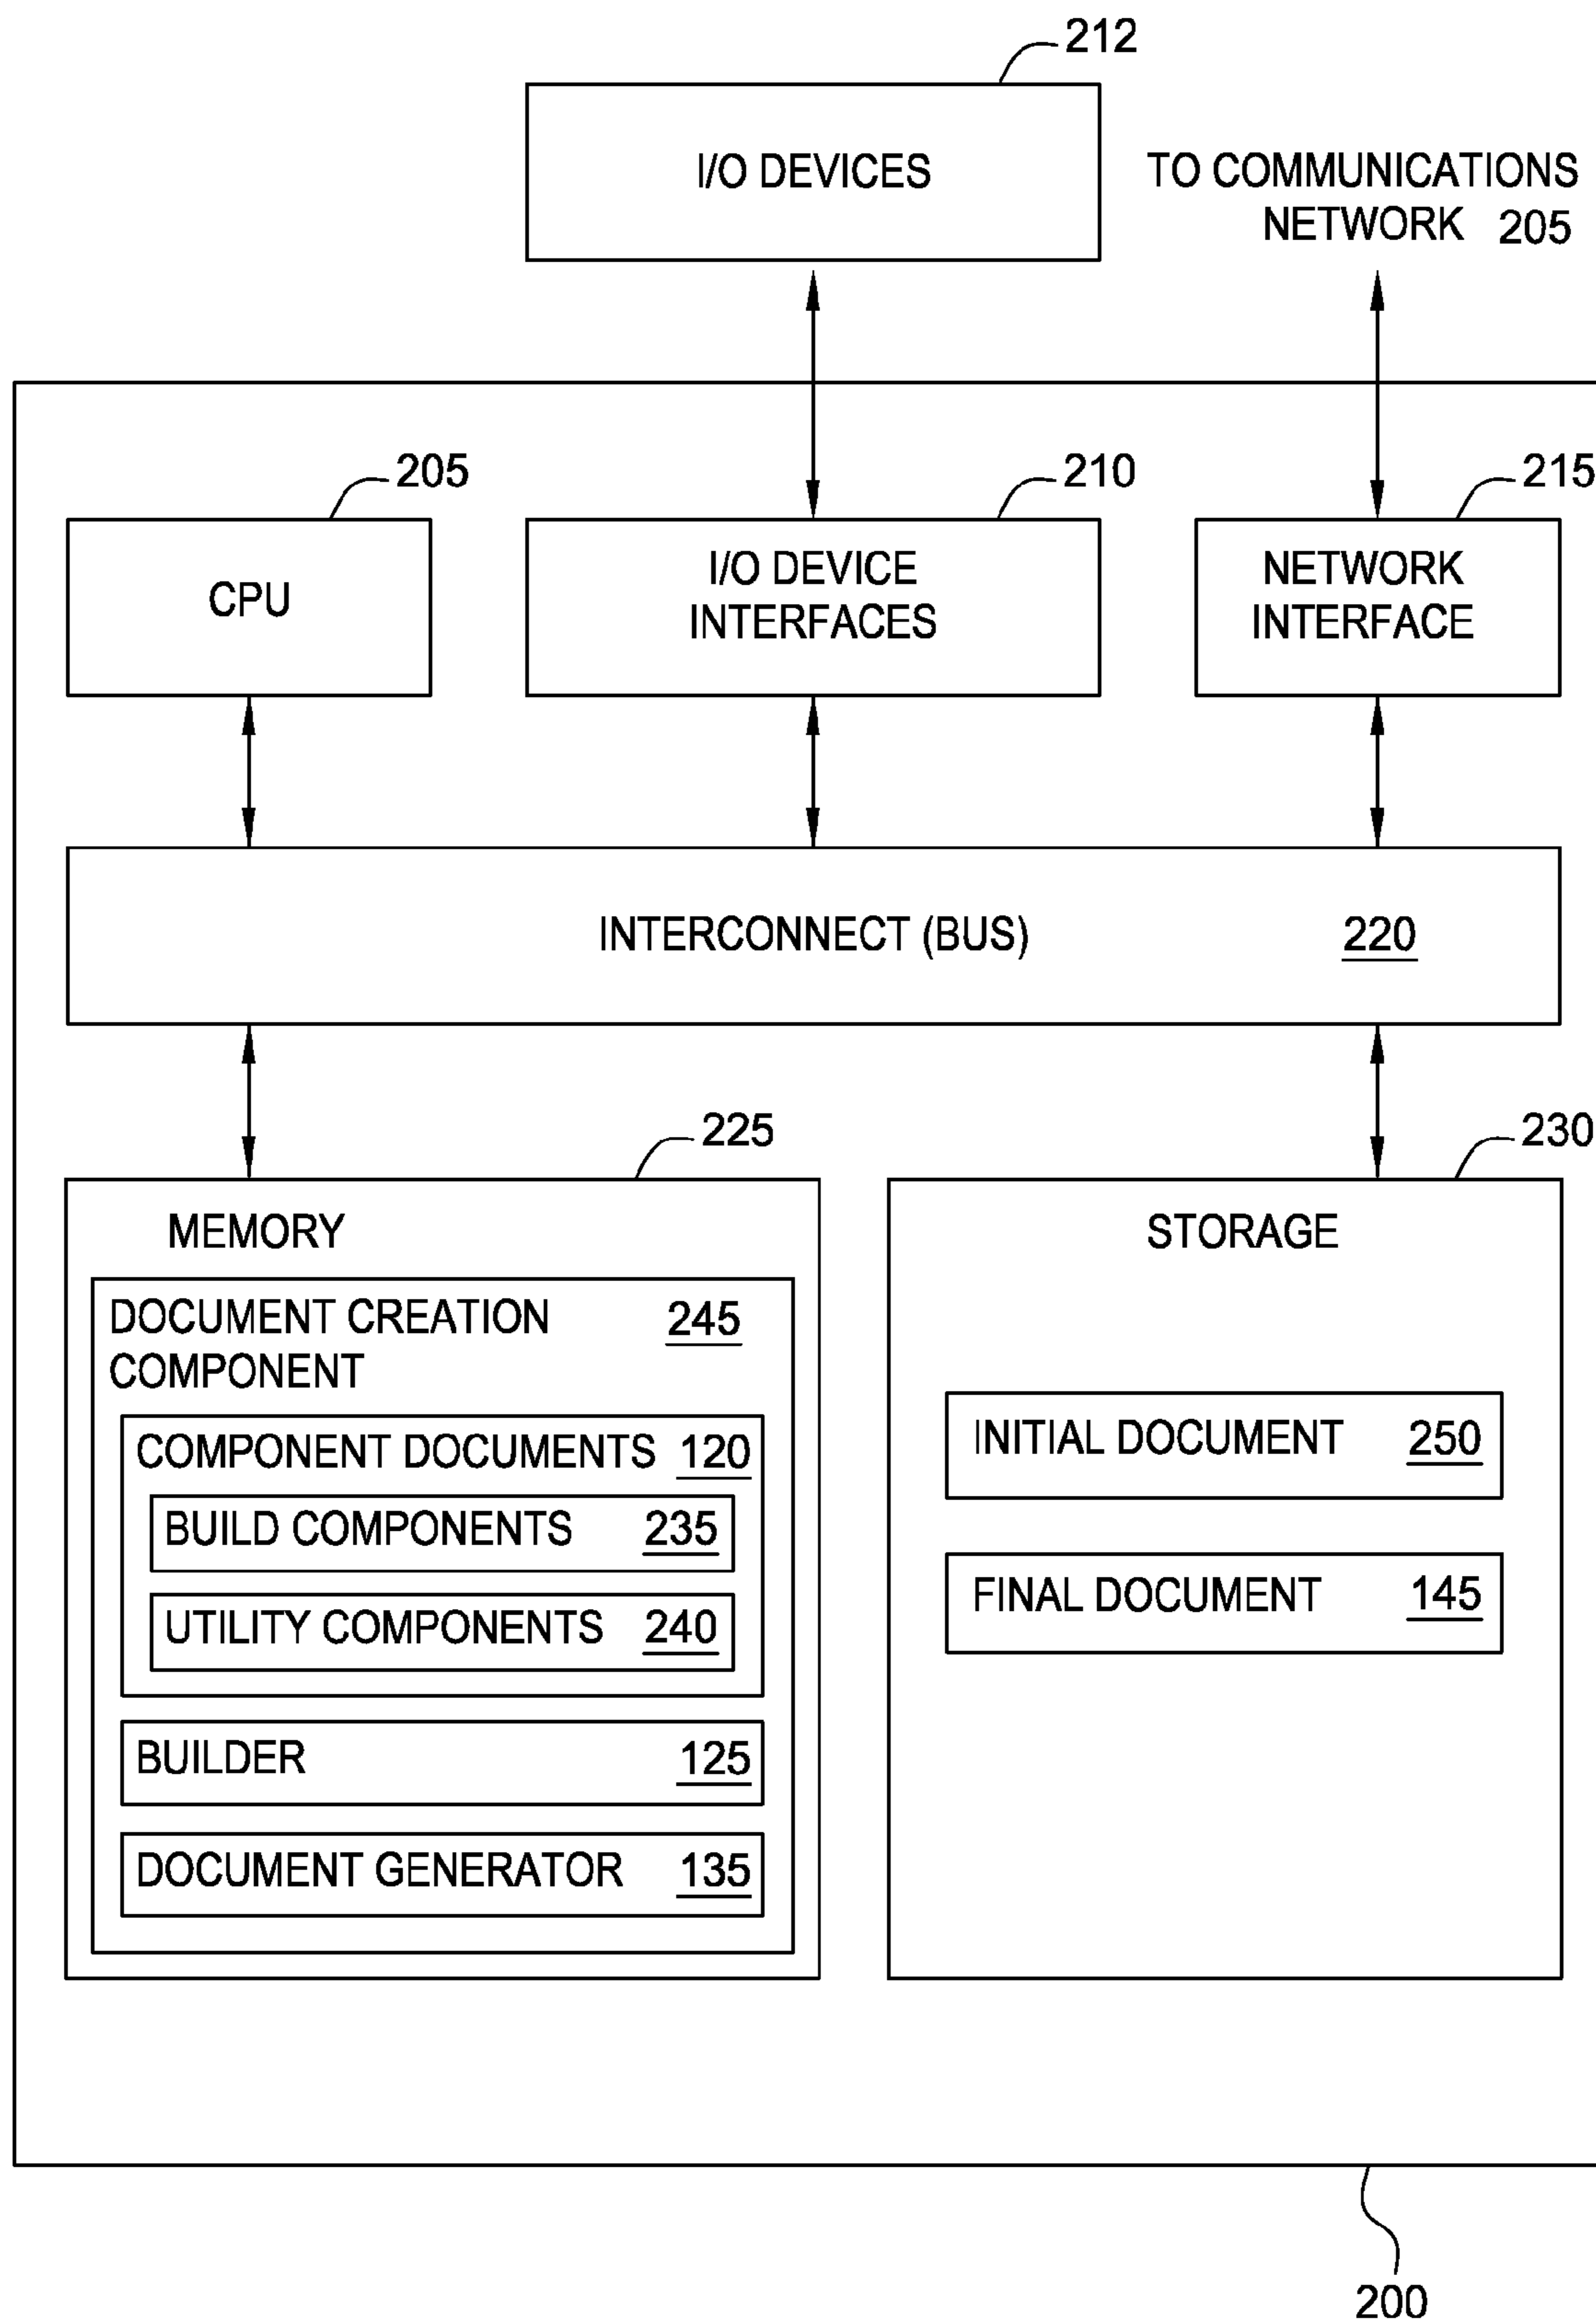 212
I/O DEVICES
TO COMMUNICATIONS
NETWORK 205
205
210
215
CPU
I/O DEVICE
INTERFACES
NETWORK
INTERFACE
INTERCONNECT (BUS) 220
225
230
MEMORY
DOCUMENT CREATION 245
COMPONENT
COMPONENT DOCUMENTS 120
BUILD COMPONENTS 235
UTILITY COMPONENTS 240
BUILDER 125
DOCUMENT GENERATOR 135
STORAGE
INITIAL DOCUMENT 250
FINAL DOCUMENT 145
200